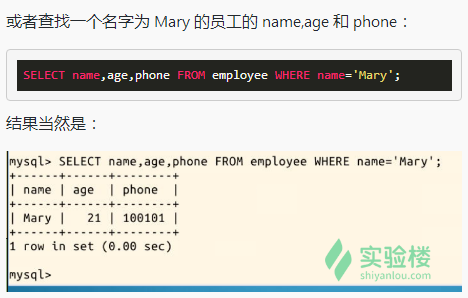 或者查找一个名字为 Mary 的员工的 name,age 和 phone：
SELECT name,age,phone FROM employee WHERE name='Mary';
结果当然是：
mysql> SELECT name,age,phone FROM employee WHERE name='Mary';
+------+------+--------+
| name | age  | phone  |
+------+------+--------+
| Mary |   21 | 100101 |
+------+------+--------+
1 row in set (0.00 sec)
mysql>
实验楼
shiyanlou.com